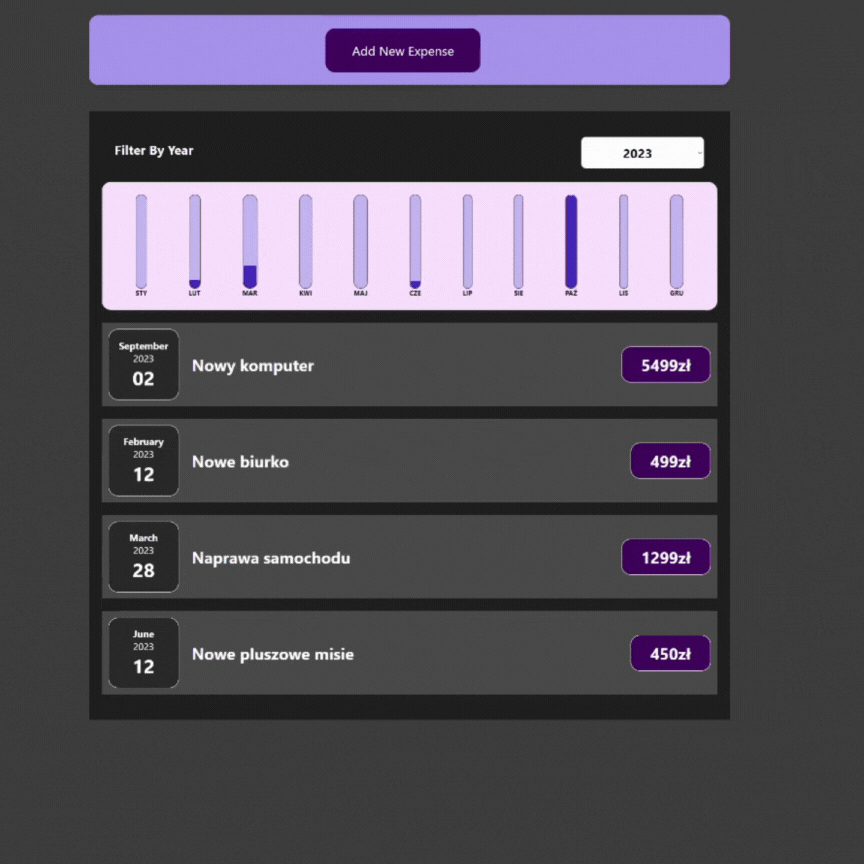 Add New Expense
Filter By Year
2023
STY LUT MAR KWI MAJ CZE LIP SIE PAŹ LIS GRU
September
2023
02
Nowy komputer
5499zł
February
2023
12
Nowe biurko
499zł
March
2023
28
Naprawa samochodu
1299zł
June
2023
12
Nowe pluszowe misie
450zł